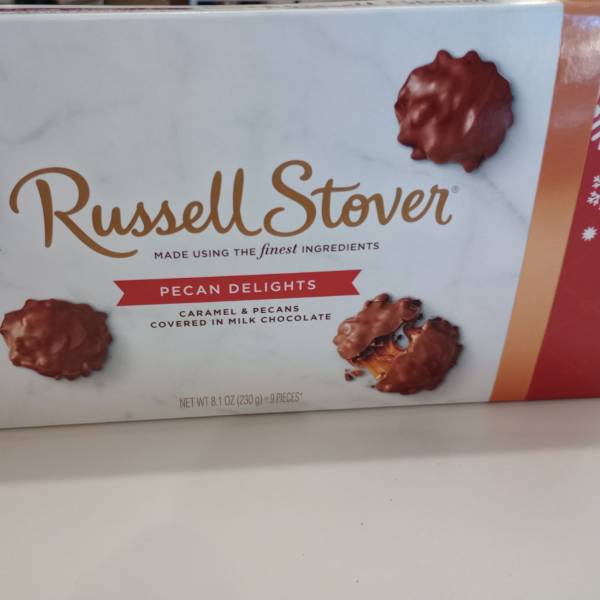 Russell Stover®
MADE USING THE finest INGREDIENTS
PECAN DELIGHTS
CARAMEL & PECANS
COVERED IN MILK CHOCOLATE
NET WT 8.1 OZ (230 g) • 9 PIECES*